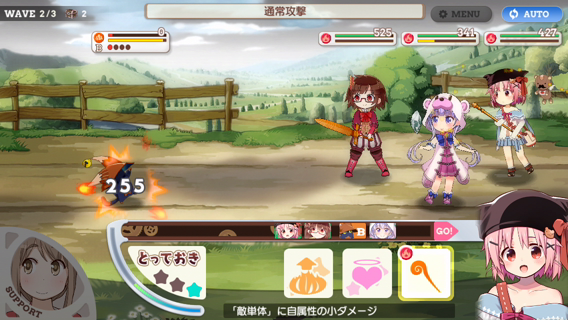 WAVE 2/3 2
通常攻撃
MENU
AUTO
0
B
525
341
427
255
B
GO!
とっておき
SUPPORT
「敵単体」に自属性の小ダメージ